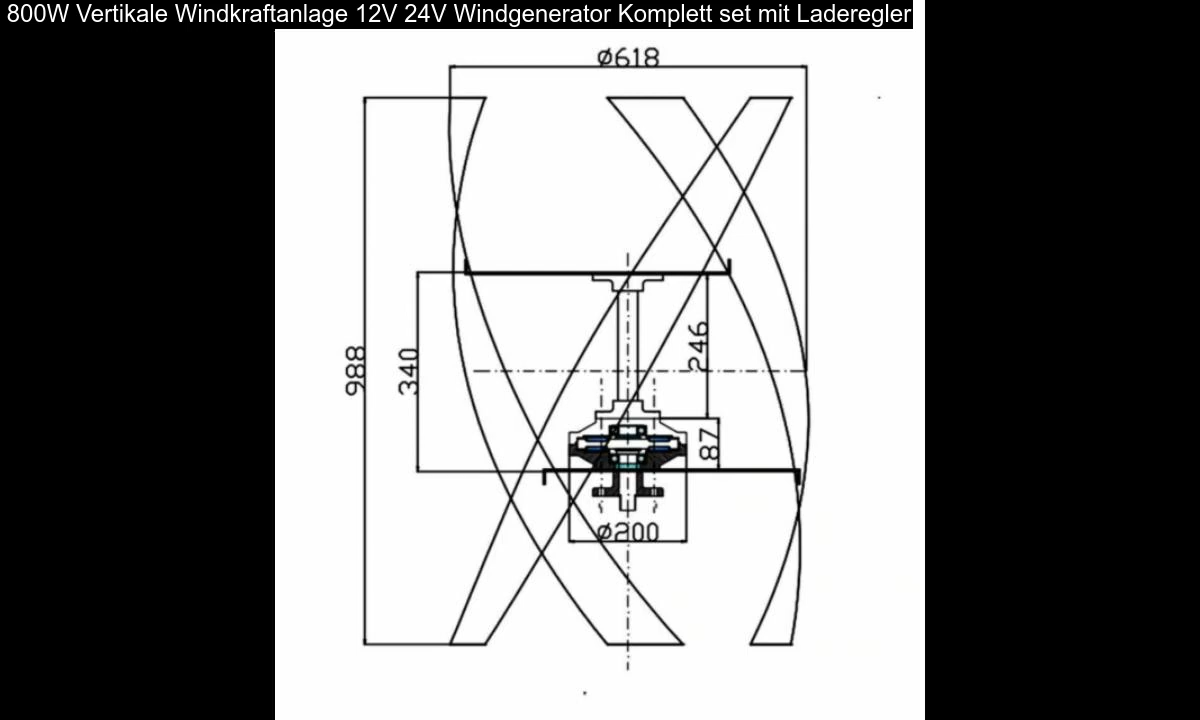 800W Vertikale Windkraftanlage 12V 24V Windgenerator Komplett set mit Laderegler
ø618
988
340
246
87
ø200